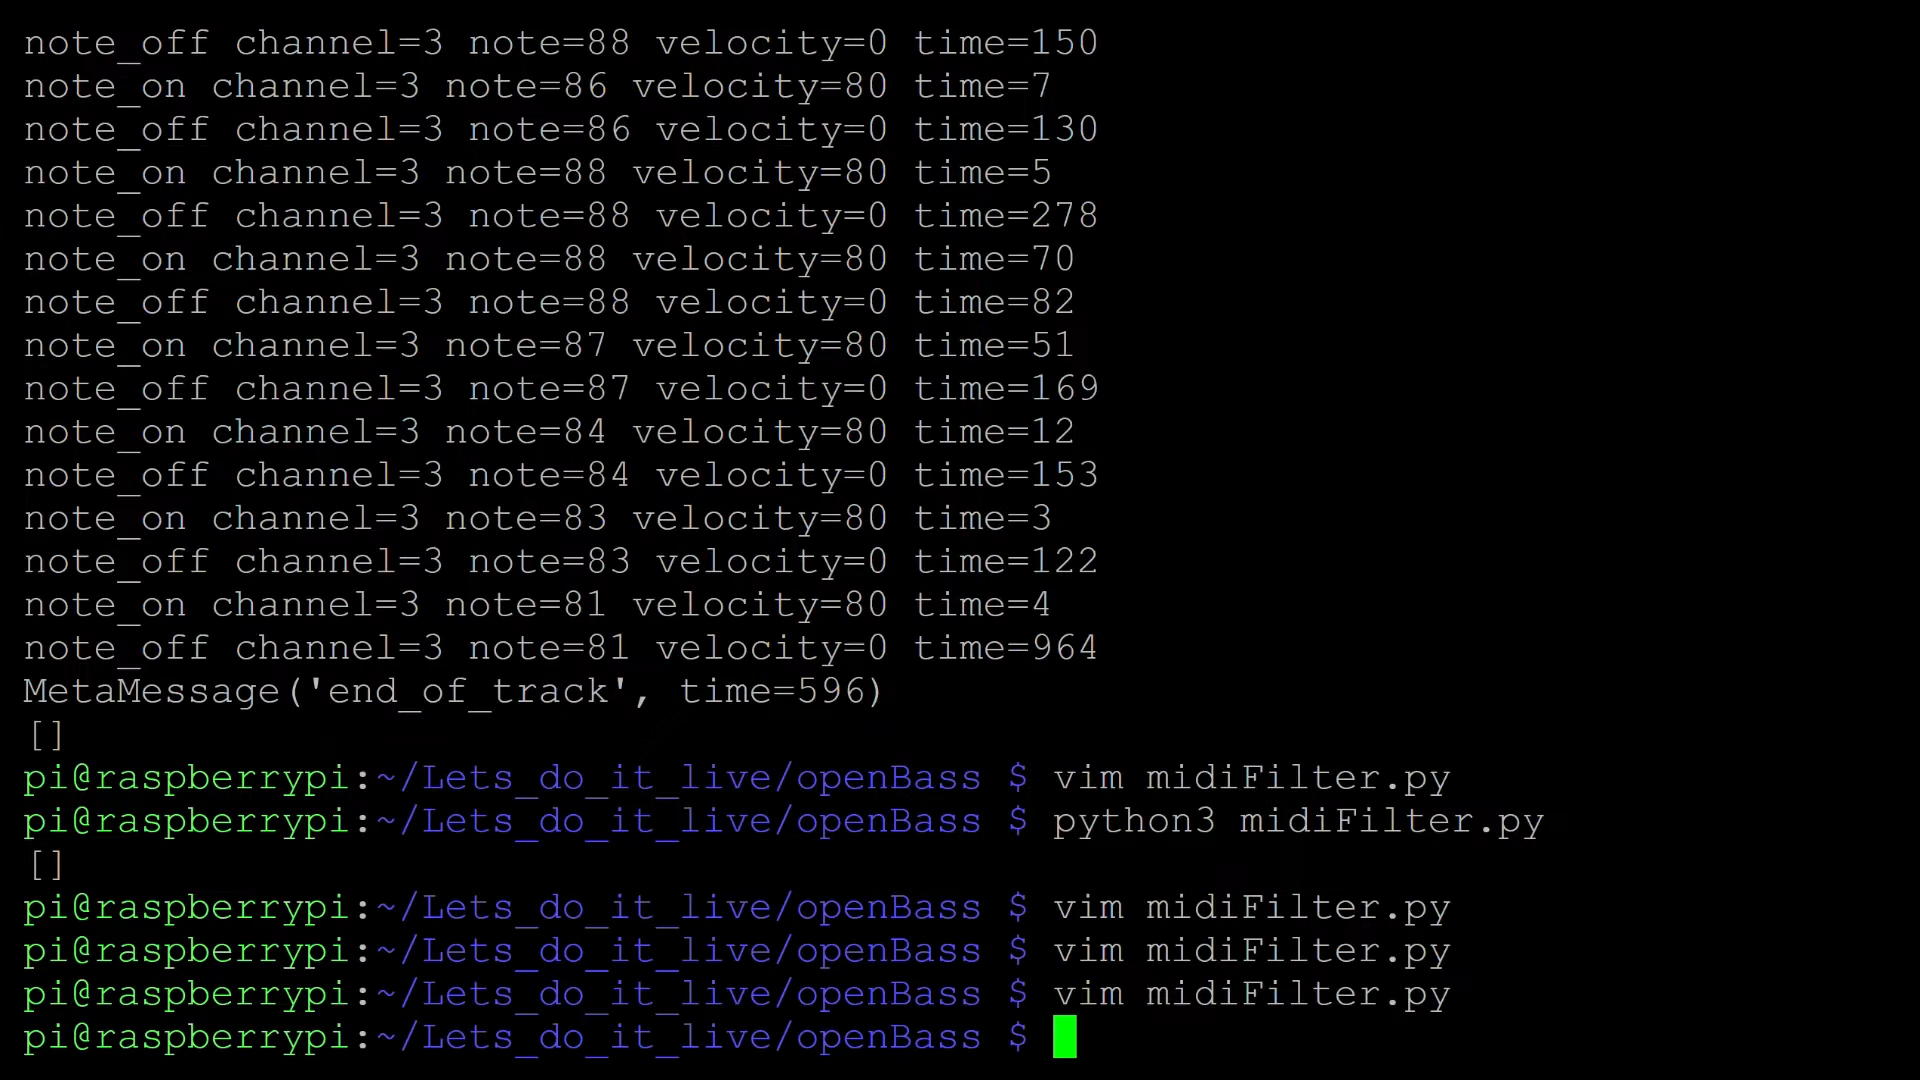 note_off channel=3 note=88 velocity=0 time=150
note_on channel=3 note=86 velocity=80 time=7
note_off channel=3 note=86 velocity=0 time=130
note_on channel=3 note=88 velocity=80 time=5
note_off channel=3 note=88 velocity=0 time=278
note_on channel=3 note=88 velocity=80 time=70
note_off channel=3 note=88 velocity=0 time=82
note_on channel=3 note=87 velocity=80 time=51
note_off channel=3 note=87 velocity=0 time=169
note_on channel=3 note=84 velocity=80 time=12
note_off channel=3 note=84 velocity=0 time=153
note_on channel=3 note=83 velocity=80 time=3
note_off channel=3 note=83 velocity=0 time=122
note_on channel=3 note=81 velocity=80 time=4
note_off channel=3 note=81 velocity=0 time=964
MetaMessage('end_of_track', time=596)
[]
pi@raspberrypi:~/Lets_do_it_live/openBass $ vim midiFilter.py
pi@raspberrypi:~/Lets_do_it_live/openBass $ python3 midiFilter.py
[]
pi@raspberrypi:~/Lets_do_it_live/openBass $ vim midiFilter.py
pi@raspberrypi:~/Lets_do_it_live/openBass $ vim midiFilter.py
pi@raspberrypi:~/Lets_do_it_live/openBass $ vim midiFilter.py
pi@raspberrypi:~/Lets_do_it_live/openBass $